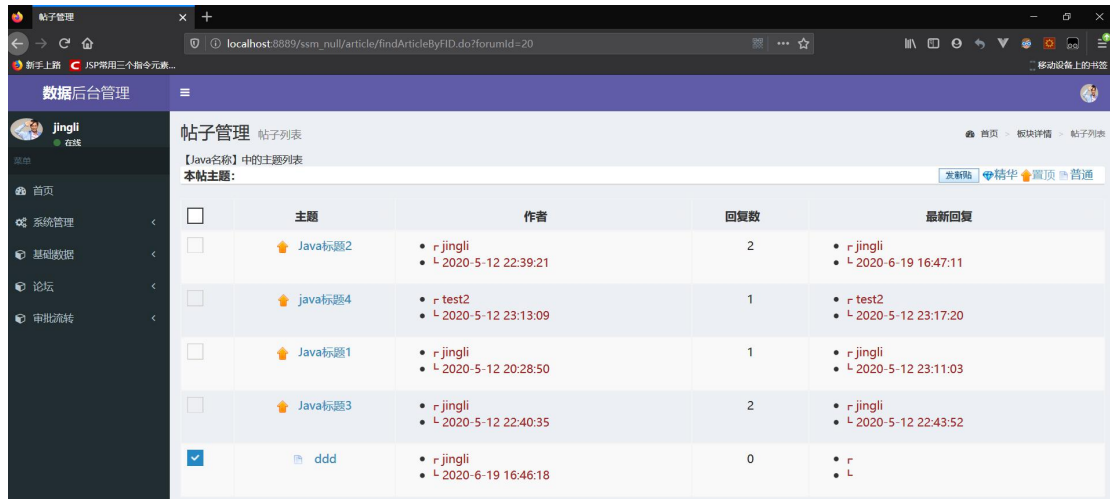 帖子管理
localhost:8889/ssm_null/article/findArticleByFID.do?forumId=20
新手上路 C JSP常用三个指令元素...
移动设备上的书签
数据后台管理
jingli
在线
菜单
首页
系统管理
基础数据
论坛
审批流转
帖子管理 帖子列表
首页 > 板块详情 > 帖子列表
【Java名称】中的主题列表
本帖主题：
发新帖 精华 置顶 普通
主题 作者 回复数 最新回复
Java标题2 ┌ jingli 2 ┌ jingli
└ 2020-5-12 22:39:21 └ 2020-6-19 16:47:11
java标题4 ┌ test2 1 ┌ test2
└ 2020-5-12 23:13:09 └ 2020-5-12 23:17:20
Java标题1 ┌ jingli 1 ┌ jingli
└ 2020-5-12 20:28:50 └ 2020-5-12 23:11:03
Java标题3 ┌ jingli 2 ┌ jingli
└ 2020-5-12 22:40:35 └ 2020-5-12 22:43:52
ddd ┌ jingli 0 ┌
└ 2020-6-19 16:46:18 └